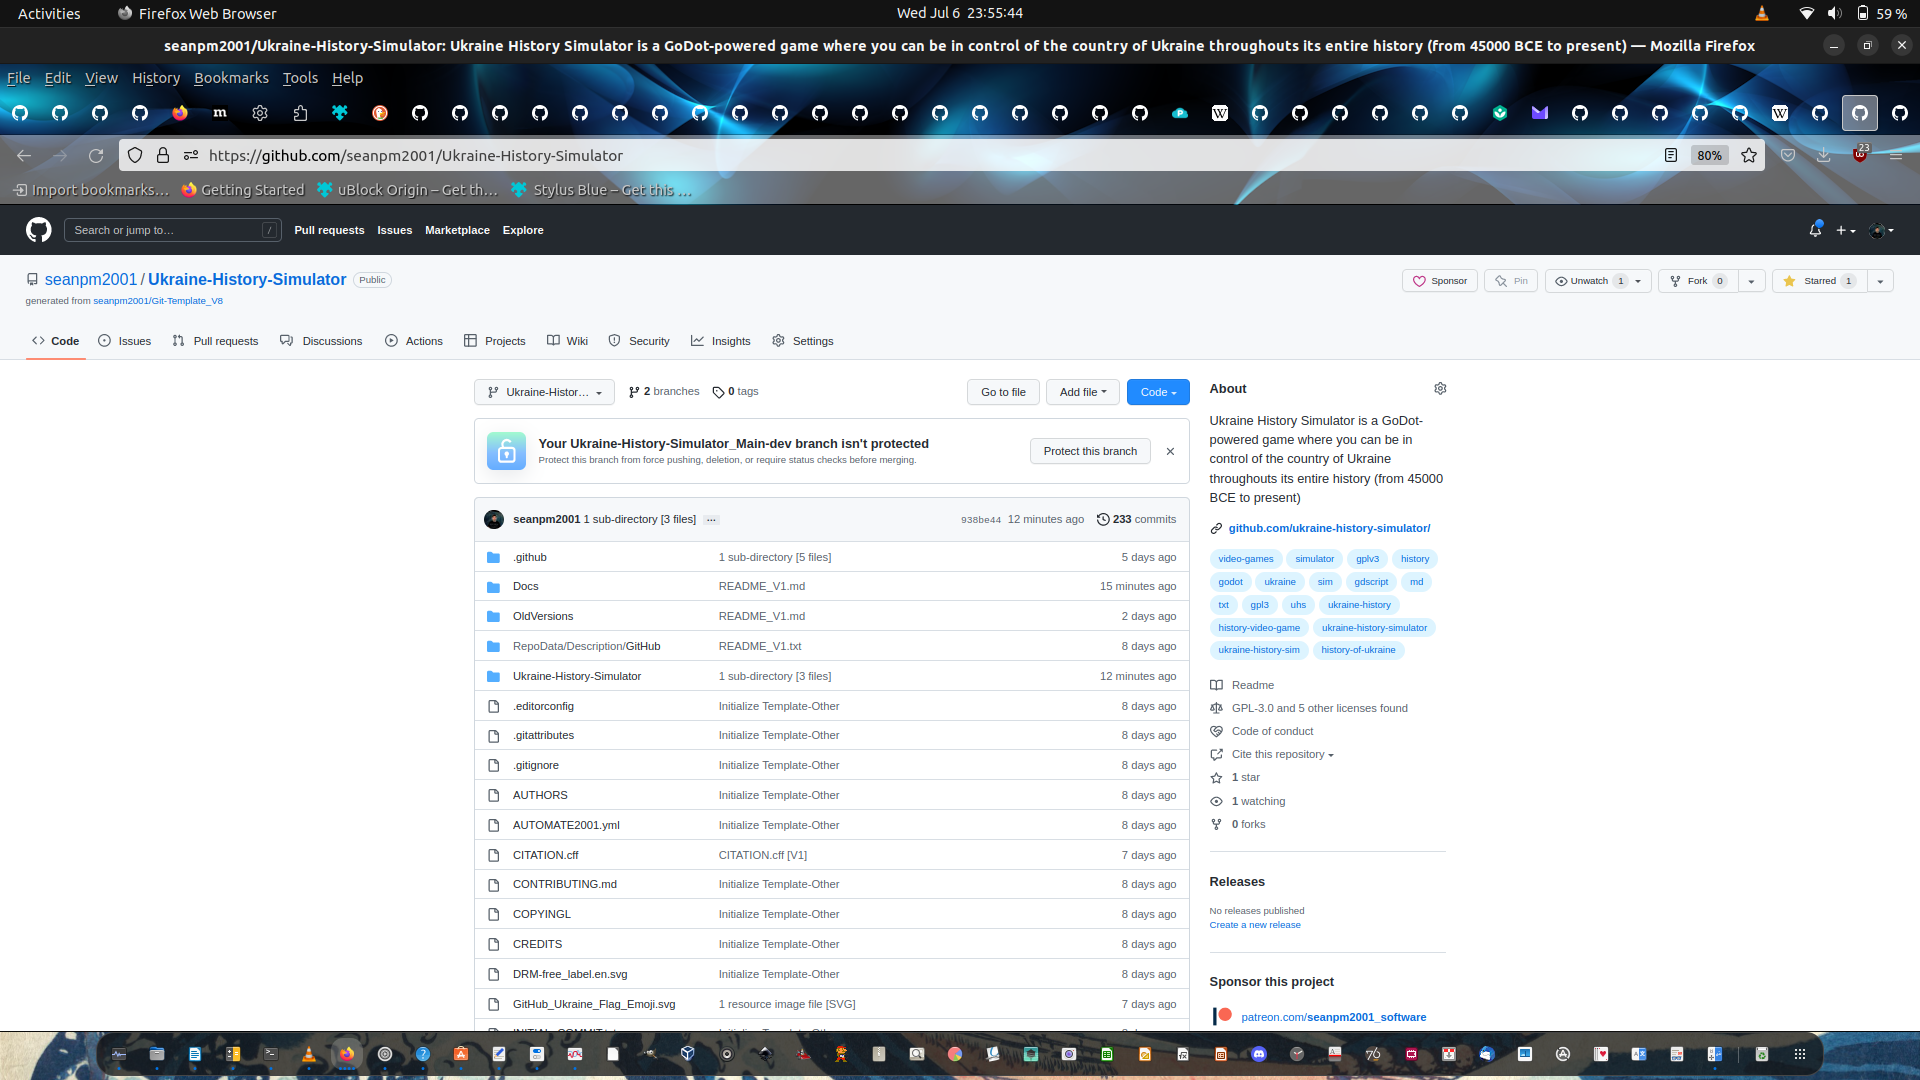 Activities
Firefox Web Browser
Wed Jul 6  23:55:44
59 %
seanpm2001/Ukraine-History-Simulator: Ukraine History Simulator is a GoDot-powered game where you can be in control of the country of Ukraine throughouts its entire history (from 45000 BCE to present) — Mozilla Firefox
File Edit View History Bookmarks Tools Help
https://github.com/seanpm2001/Ukraine-History-Simulator
80%
23
Import bookmarks…
Getting Started
uBlock Origin – Get th…
Stylus Blue – Get this …
Search or jump to…
/
Pull requests
Issues
Marketplace
Explore
seanpm2001 / Ukraine-History-Simulator
Public
Sponsor
Pin
Unwatch 1
Fork 0
Starred 1
generated from seanpm2001/Git-Template_V8
Code
Issues
Pull requests
Discussions
Actions
Projects
Wiki
Security
Insights
Settings
Ukraine-Histor…
2 branches
0 tags
Go to file
Add file
Code
Your Ukraine-History-Simulator_Main-dev branch isn't protected
Protect this branch from force pushing, deletion, or require status checks before merging.
Protect this branch
seanpm2001 1 sub-directory [3 files] …
938be44 12 minutes ago
233 commits
.github 1 sub-directory [5 files] 5 days ago
Docs README_V1.md 15 minutes ago
OldVersions README_V1.md 2 days ago
RepoData/Description/GitHub README_V1.txt 8 days ago
Ukraine-History-Simulator 1 sub-directory [3 files] 12 minutes ago
.editorconfig Initialize Template-Other 8 days ago
.gitattributes Initialize Template-Other 8 days ago
.gitignore Initialize Template-Other 8 days ago
AUTHORS Initialize Template-Other 8 days ago
AUTOMATE2001.yml Initialize Template-Other 8 days ago
CITATION.cff CITATION.cff [V1] 7 days ago
CONTRIBUTING.md Initialize Template-Other 8 days ago
COPYINGL Initialize Template-Other 8 days ago
CREDITS Initialize Template-Other 8 days ago
DRM-free_label.en.svg Initialize Template-Other 8 days ago
GitHub_Ukraine_Flag_Emoji.svg 1 resource image file [SVG] 7 days ago
About
Ukraine History Simulator is a GoDot-
powered game where you can be in
control of the country of Ukraine
throughouts its entire history (from 45000
BCE to present)
github.com/ukraine-history-simulator/
video-games simulator gplv3 history
godot ukraine sim gdscript md
txt gpl3 uhs ukraine-history
history-video-game ukraine-history-simulator
ukraine-history-sim history-of-ukraine
Readme
GPL-3.0 and 5 other licenses found
Code of conduct
Cite this repository
1 star
1 watching
0 forks
Releases
No releases published
Create a new release
Sponsor this project
patreon.com/seanpm2001_software